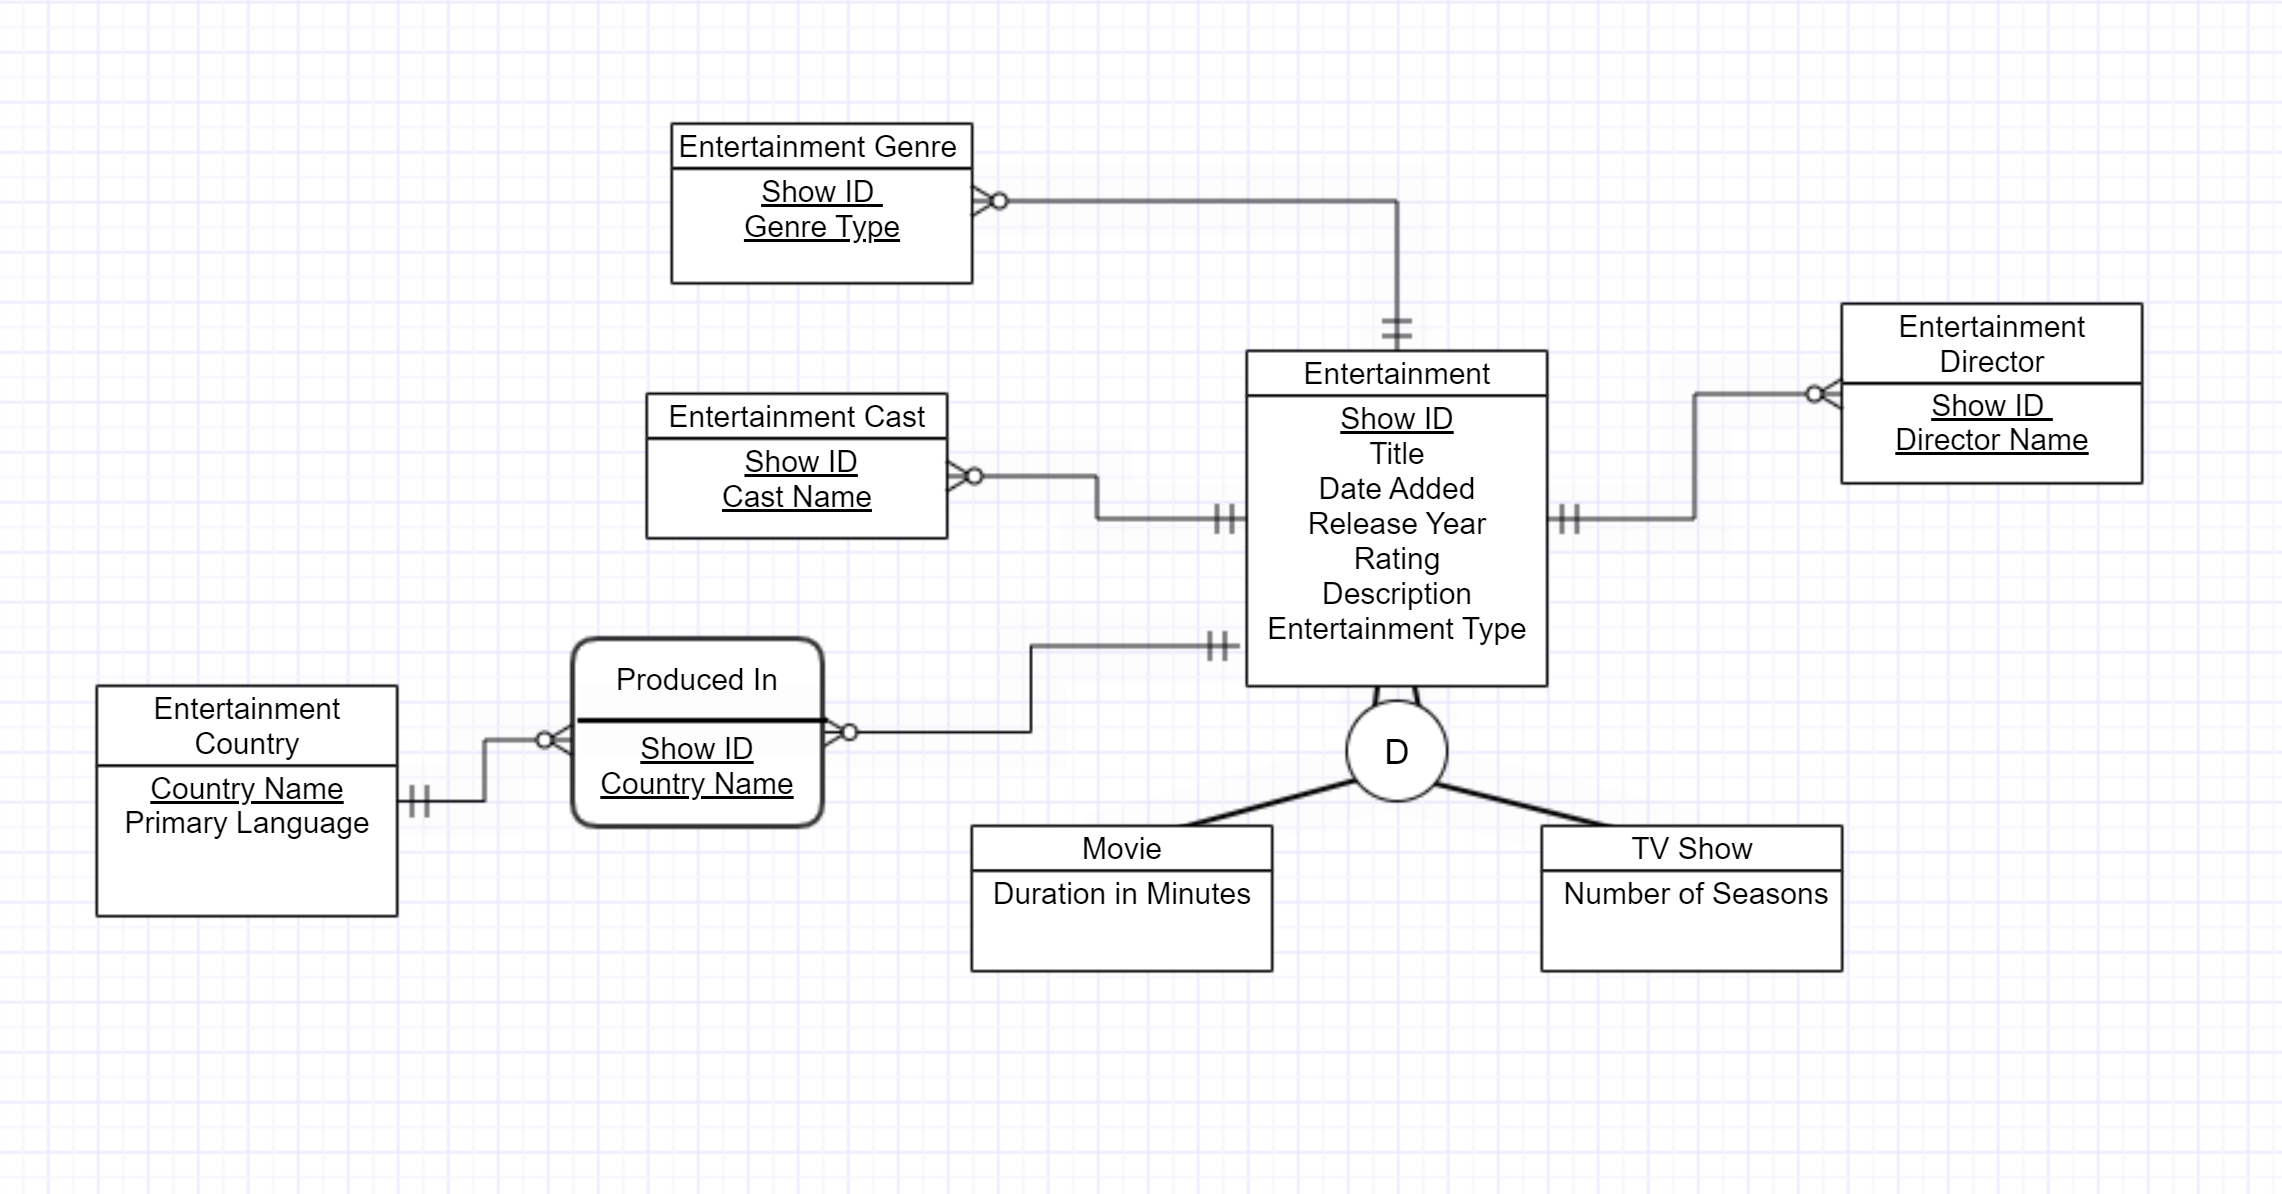 Entertainment Genre
Show ID
Genre Type
Entertainment
Director
Show ID
Director Name
Entertainment
Show ID
Title
Date Added
Release Year
Rating
Description
Entertainment Type
Entertainment Cast
Show ID
Cast Name
Produced In
Show ID
Country Name
Entertainment
Country
Country Name
Primary Language
D
Movie
Duration in Minutes
TV Show
Number of Seasons